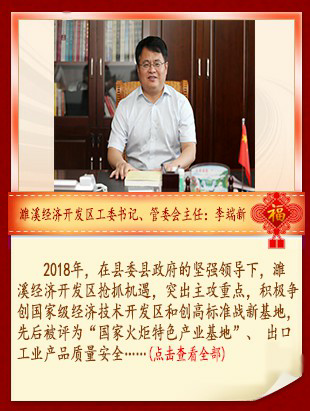 濉溪经济开发区工委书记、管委会主任：李端新
福
2018年，在县委县政府的坚强领导下，濉
溪经济开发区抢抓机遇，突出主攻重点，积极争
创国家级经济技术开发区和创高标准战新基地，
先后被评为“国家火炬特色产业基地”、 出口
工业产品质量安全……(点击查看全部)